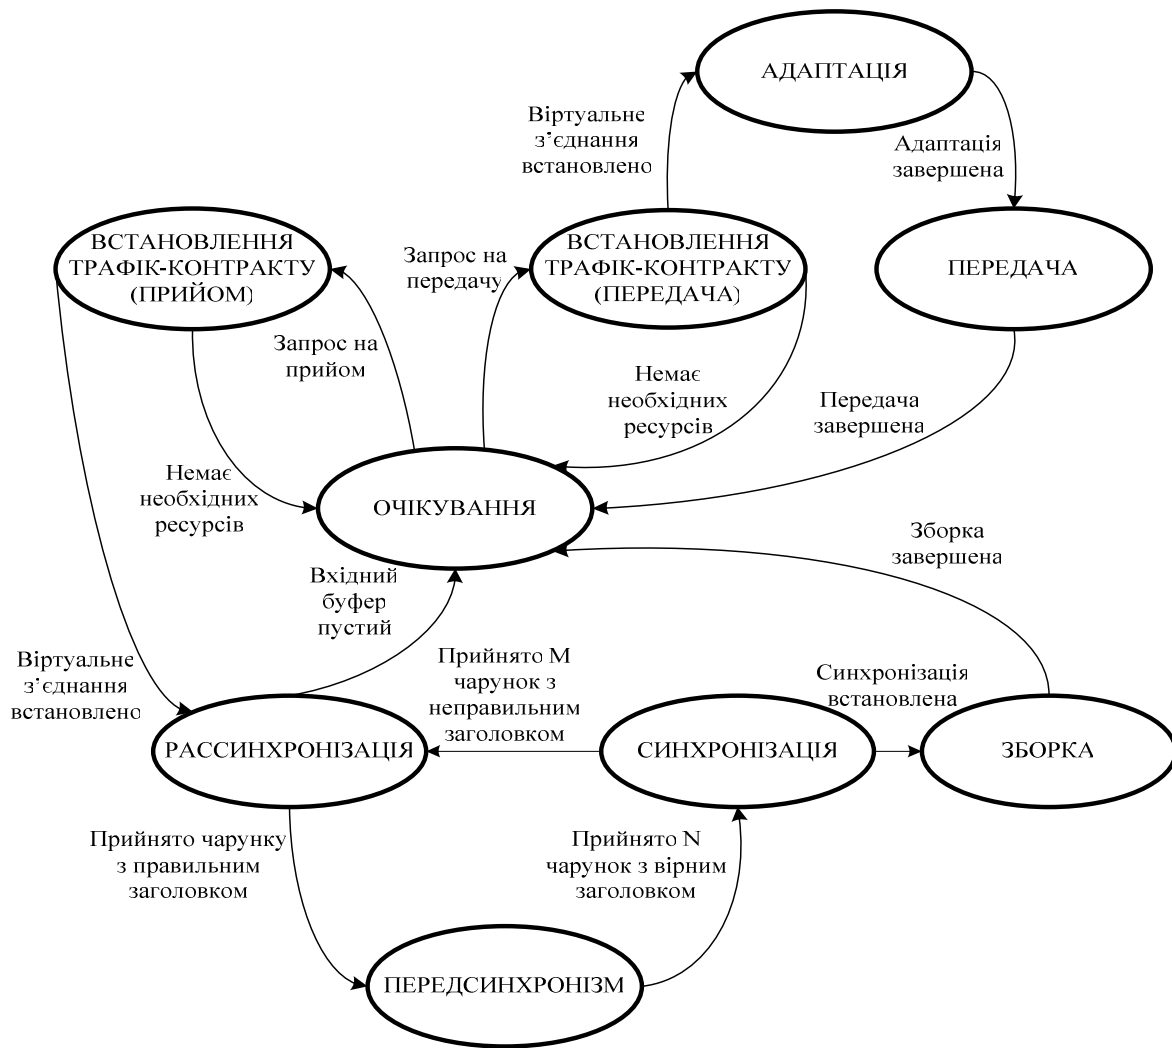 АДАПТАЦІЯ
Віртуальне
з’єднання
встановлено
Адаптація
завершена
ВСТАНОВЛЕННЯ
ТРАФІК-КОНТРАКТУ
(ПРИЙОМ)
Запрос на
передачу
ВСТАНОВЛЕННЯ
ТРАФІК-КОНТРАКТУ
(ПЕРЕДАЧА)
ПЕРЕДАЧА
Запрос на
прийом
Немає
необхідних
ресурсів
Передача
завершена
Немає
необхідних
ресурсів
ОЧІКУВАННЯ
Зборка
завершена
Вхідний
буфер
пустий
Віртуальне
з’єднання
встановлено
Прийнято М
чарунок з
неправильним
заголовком
Синхронізація
встановлена
РАССИНХРОНІЗАЦІЯ
СИНХРОНІЗАЦІЯ
ЗБОРКА
Прийнято чарунку
з правильним
заголовком
Прийнято N
чарунок з вірним
заголовком
ПЕРЕДСИНХРОНІЗМ